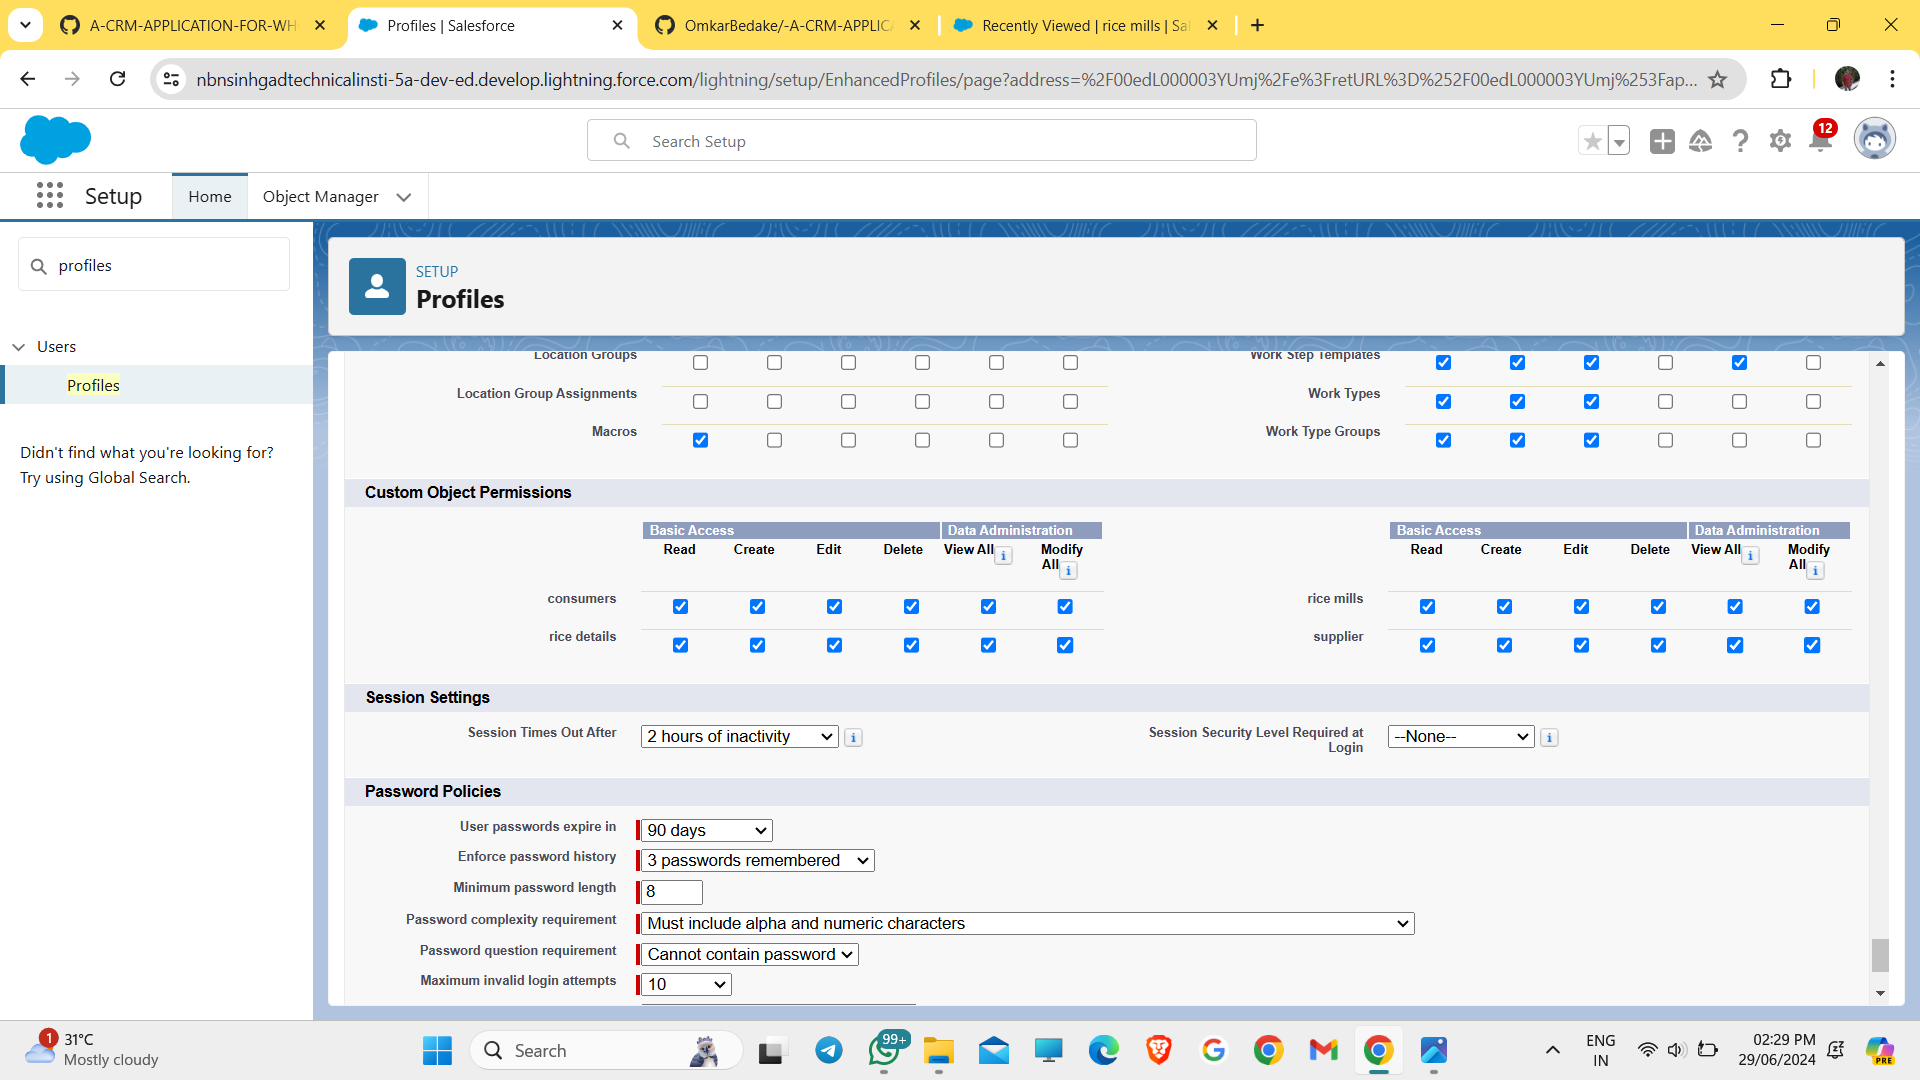 A-CRM-APPLICATION-FOR-WH
Profiles | Salesforce
OmkarBedake/-A-CRM-APPLICA
Recently Viewed | rice mills | Sa
nbnsinhgadtechnicalinsti-5a-dev-ed.develop.lightning.force.com/lightning/setup/EnhancedProfiles/page?address=%2F00edL000003YUmj%2Fe%3FretURL%3D%252F00edL000003YUmj%253Fap...
Search Setup
12
Setup
Home
Object Manager
profiles
Users
Profiles
Didn't find what you're looking for?
Try using Global Search.
SETUP
Profiles
Location Groups
Work Step Templates
Location Group Assignments
Work Types
Macros
Work Type Groups
Custom Object Permissions
Basic Access Data Administration
Read Create Edit Delete View All Modify All
Basic Access Data Administration
Read Create Edit Delete View All Modify All
consumers
rice mills
rice details
supplier
Session Settings
Session Times Out After
2 hours of inactivity
Session Security Level Required at
Login
--None--
Password Policies
User passwords expire in
90 days
Enforce password history
3 passwords remembered
Minimum password length
8
Password complexity requirement
Must include alpha and numeric characters
Password question requirement
Cannot contain password
Maximum invalid login attempts
10
1
31°C
Mostly cloudy
Search
99+
ENG
IN
02:29 PM
29/06/2024
PRE